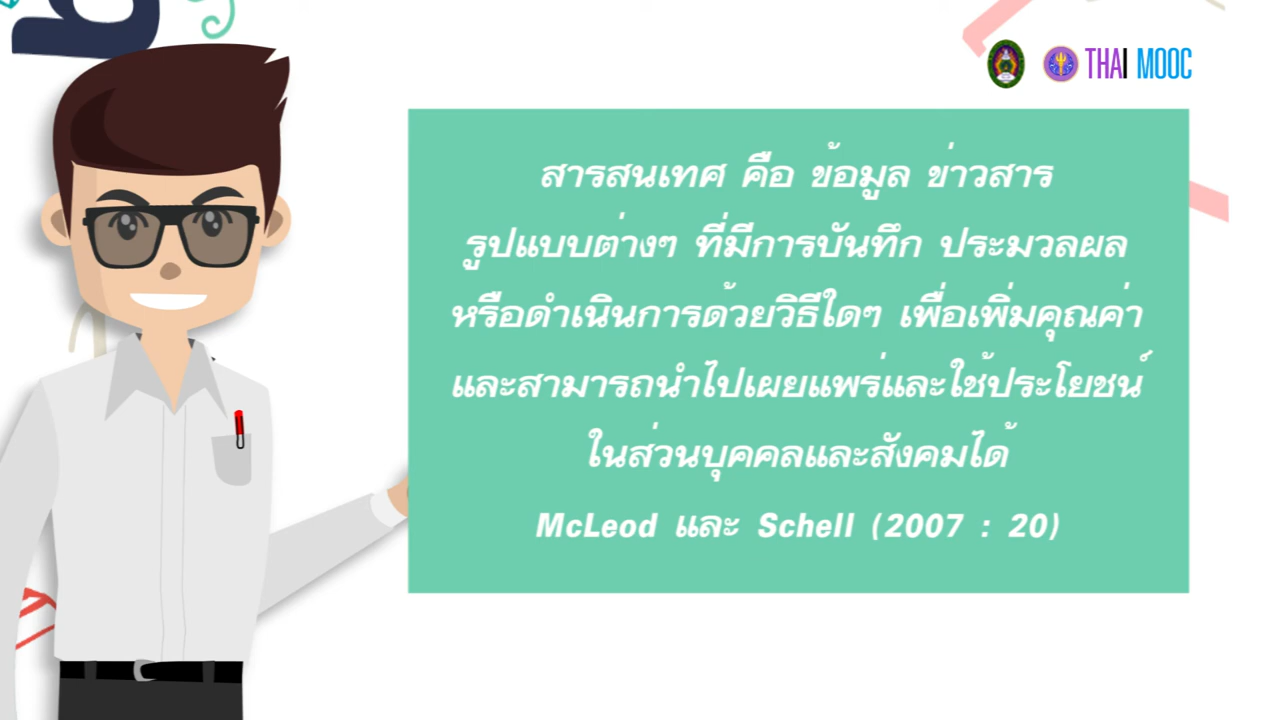 THAI MOOC
สารสนเทศ คือ ข้อมูล ข่าวสาร
รูปแบบต่างๆ ที่มีการบันทึก ประมวลผล
หรือดำเนินการด้วยวิธีใดๆ เพื่อเพิ่มคุณค่า
และสามารถนำไปเผยแพร่และใช้ประโยชน์
ในส่วนบุคคลและสังคมได้
McLeod และ Schell (2007 : 20)